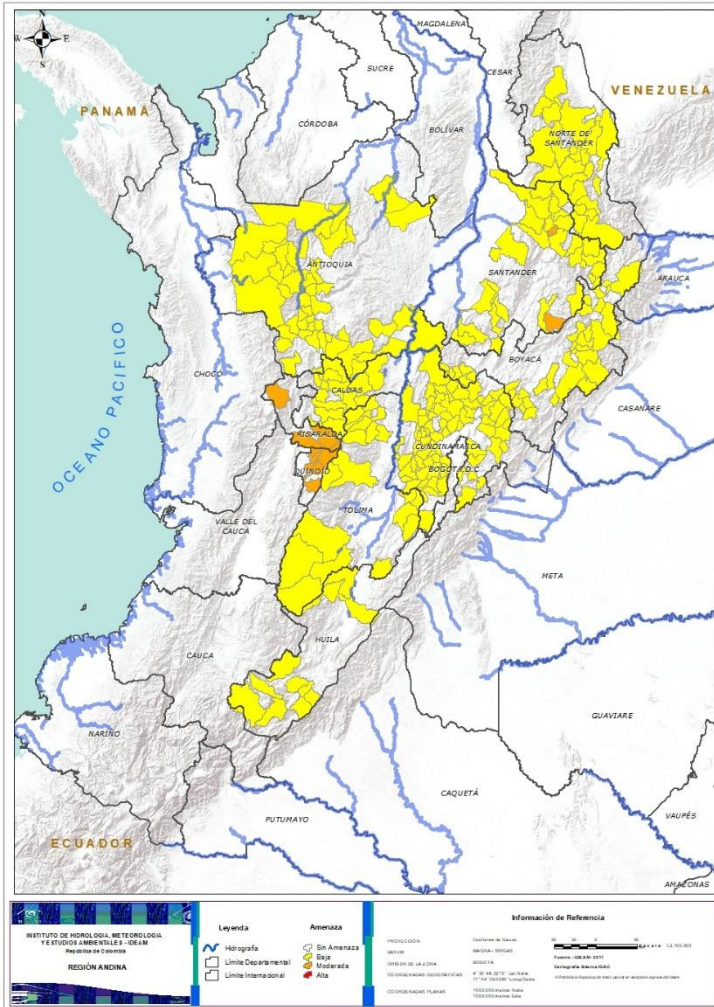 MAGDALENA
W E
S
SUCRE
CESAR
VENEZUELA
PANAMÁ
CÓRDOBA
BOLÍVAR
NORTE DE
SANTANDER
ANTIOQUIA
SANTANDER
ARAUCA
OCEANO PACIFICO
CHOCÓ
BOYACÁ
CALDAS
CASANARE
RISARALDA
CUNDINAMARCA
QUINDIO
BOGOTÁ D.C.
TOLIMA
VALLE DEL
CAUCA
META
HUILA
CAUCA
GUAVIARE
NARIÑO
CAQUETÁ
PUTUMAYO
VAUPÉS
ECUADOR
AMAZONAS
INSTITUTO DE HIDROLOGIA, METEOROLOGIA
Y ESTUDIOS AMBIENTALES - IDEAM
República de Colombia
REGIÓN ANDINA
Leyenda
Hidrografia
Límite Departamental
Límite Internacional
Amenaza
Sin Amenaza
Baja
Moderada
Alta
Información de Referencia
PROYECCIÓN
DATUM
ORIGEN DE LA ZONA
BOGOTÁ
COORDENADAS GEOGRÁFICAS
COORDENADAS PLANAS